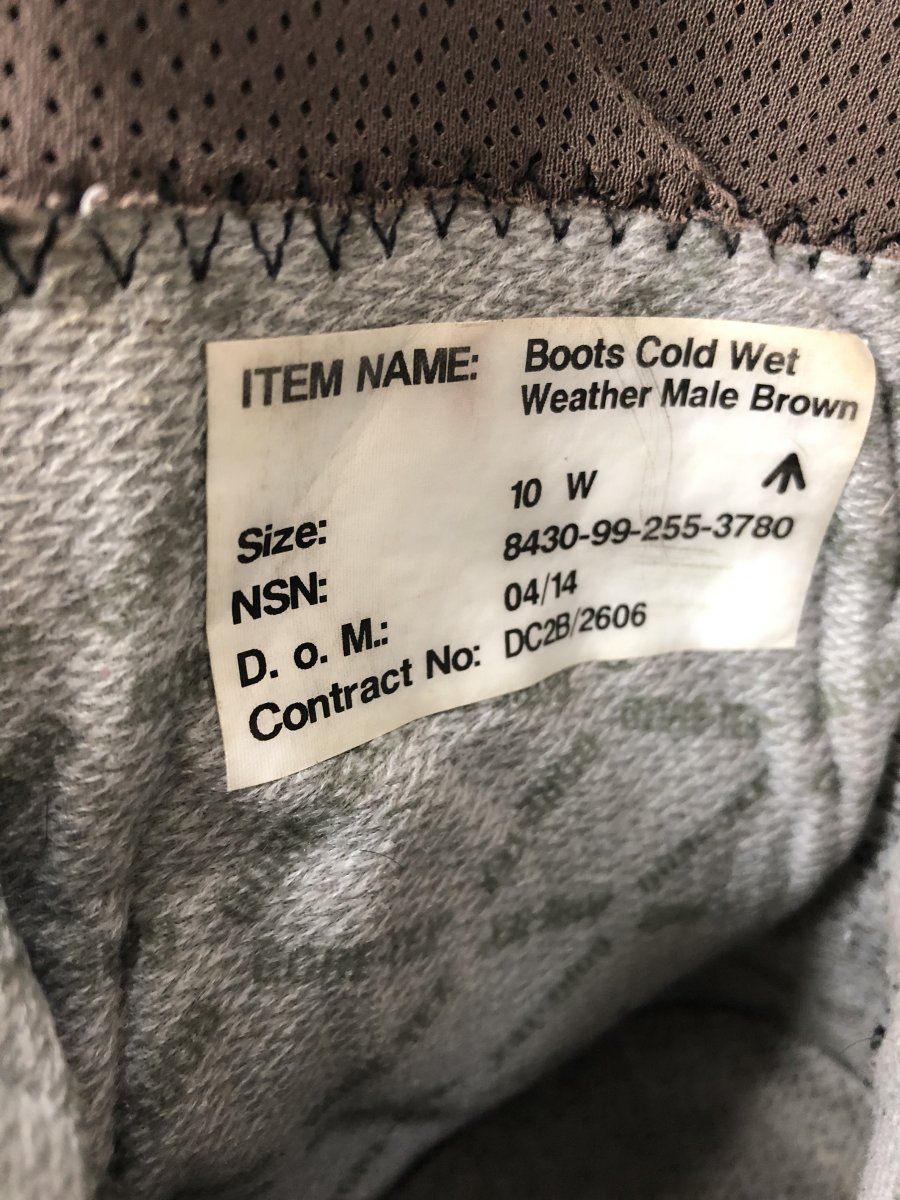 ITEM NAME: Boots Cold Wet
Weather Male Brown
Size: 10 W
NSN: 8430-99-255-3780
D. o. M.: 04/14
Contract No: DC2B/2606